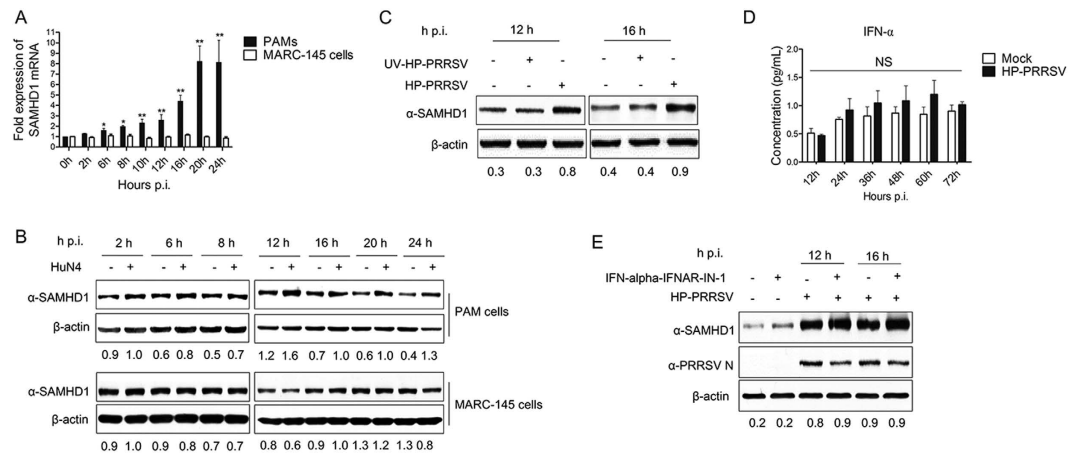 A
Fold expression of
SAMHD1 mRNA
10
8
6
4
2
0
* * ** ** ** ** **
PAMs
MARC-145 cells
0h 2h 6h 8h 10h 12h 16h 20h 24h
Hours p.i.
B
h p.i. 2 h 6 h 8 h 12 h 16 h 20 h 24 h
HuN4 - + - + - + - + - + - + - +
α-SAMHD1
β-actin
PAM cells
0.9 1.0 0.6 0.8 0.5 0.7 1.2 1.6 0.7 1.0 0.6 1.0 0.4 1.3
α-SAMHD1
β-actin
MARC-145 cells
0.9 1.0 0.9 0.8 0.7 0.7 0.8 0.6 0.9 1.0 1.3 1.2 1.3 0.8
C
h p.i. 12 h 16 h
UV-HP-PRRSV - + - - + -
HP-PRRSV - - + - - +
α-SAMHD1
β-actin
0.3 0.3 0.8 0.4 0.4 0.9
D
IFN-α
Concentration (pg/mL)
2.0
1.5
1.0
0.5
0.0
NS
Mock
HP-PRRSV
12h 24h 36h 48h 60h 72h
Hours p.i.
E
h p.i. 12 h 16 h
IFN-alpha-IFNAR-IN-1 - + - + - +
HP-PRRSV - - + + + +
α-SAMHD1
α-PRRSV N
β-actin
0.2 0.2 0.8 0.9 0.9 0.9